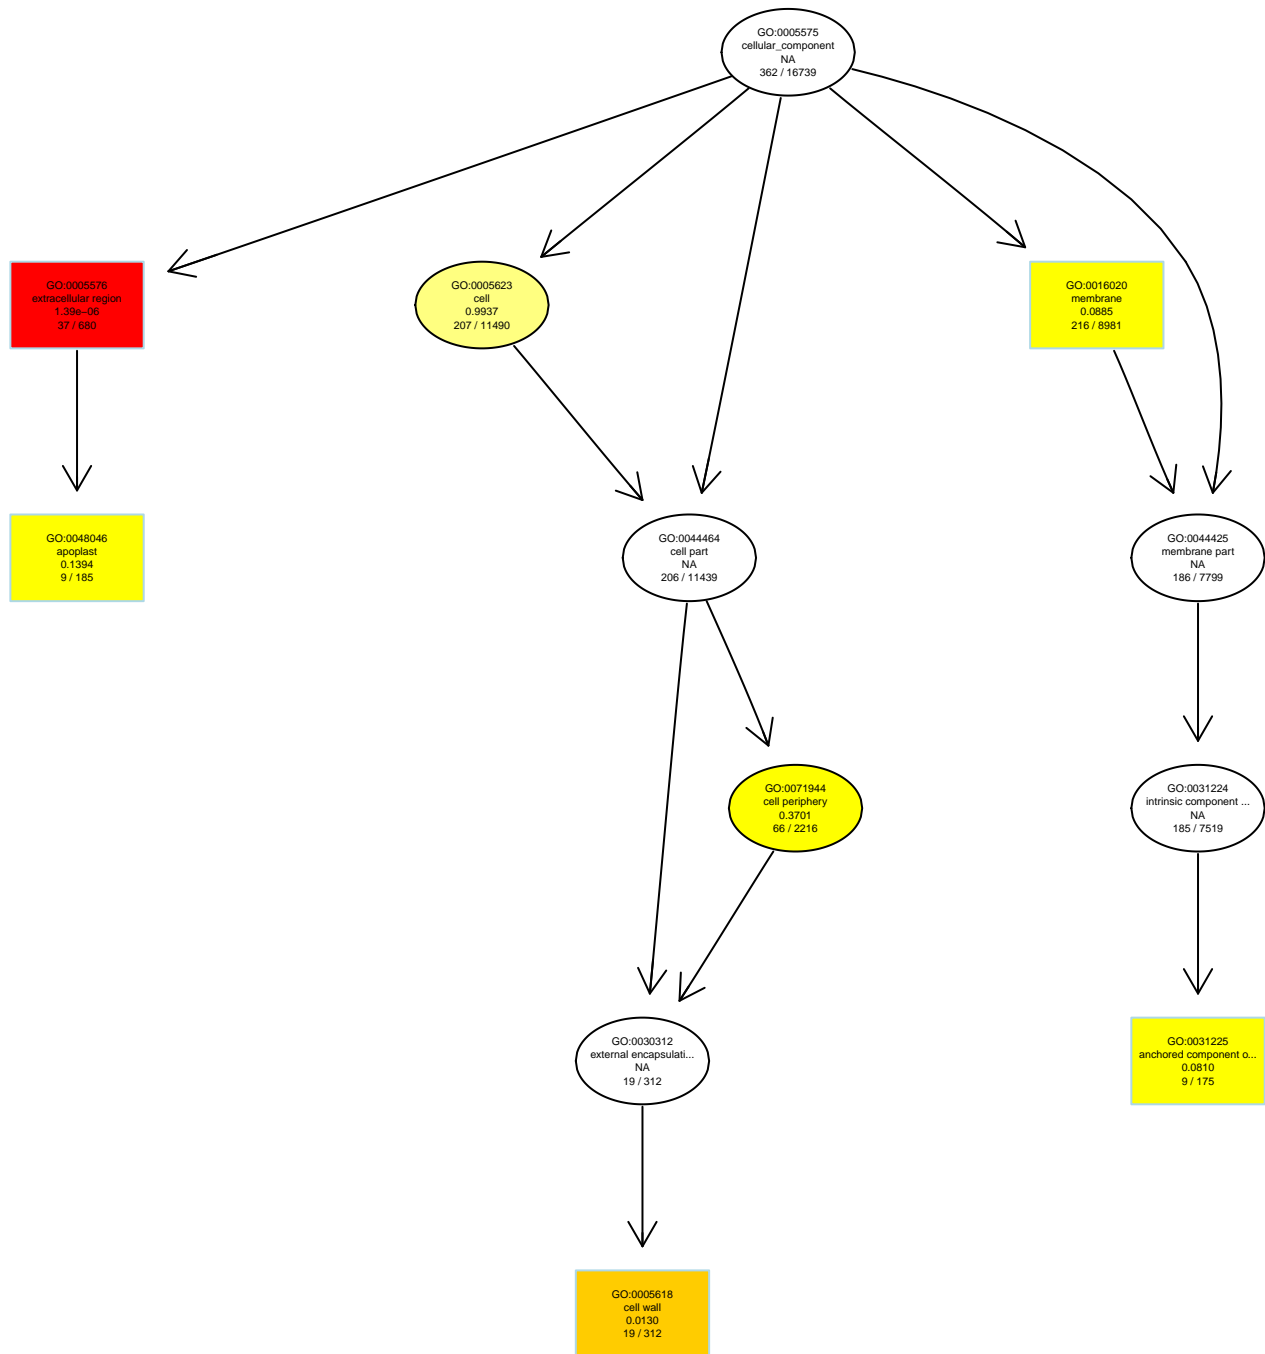 GO:0005575
cellular_component
NA
362 / 16739
GO:0005576
extracellular region
1.39e−06
37 / 680
GO:0005623
cell
0.9937
207 / 11490
GO:0016020
membrane
0.0885
216 / 8981
GO:0048046
apoplast
0.1394
9 / 185
GO:0044464
cell part
NA
206 / 11439
GO:0044425
membrane part
NA
186 / 7799
GO:0071944
cell periphery
0.3701
66 / 2216
GO:0031224
intrinsic component ...
NA
185 / 7519
GO:0030312
external encapsulati...
NA
19 / 312
GO:0031225
anchored component o...
0.0810
9 / 175
GO:0005618
cell wall
0.0130
19 / 312